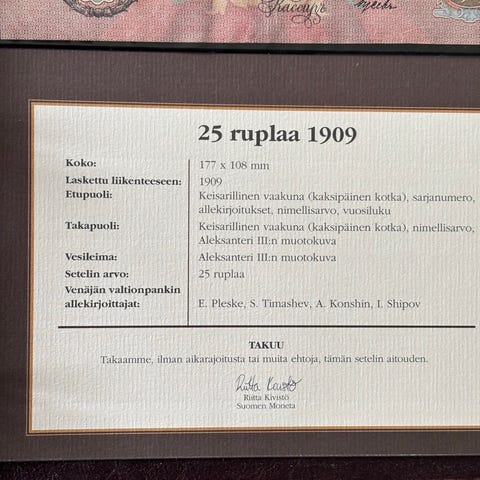 25 ruplaa 1909
Koko: 177 x 108 mm
Laskettu liikenteeseen: 1909
Etupuoli: Keisarillinen vaakuna (kaksipäinen kotka), sarjanumero,
allekirjoitukset, nimellisarvo, vuosiluku
Takapuoli: Keisarillinen vaakuna (kaksipäinen kotka), nimellisarvo,
Aleksanteri III:n muotokuva
Vesileima: Aleksanteri III:n muotokuva
Setelin arvo: 25 ruplaa
Venäjän valtionpankin
allekirjoittajat: E. Pleske, S. Timashev, A. Konshin, I. Shipov
TAKUU
Takaamme, ilman aikarajoitusta tai muita ehtoja, tämän setelin aitouden.
Riitta Kivistö
Riitta Kivistö
Suomen Moneta